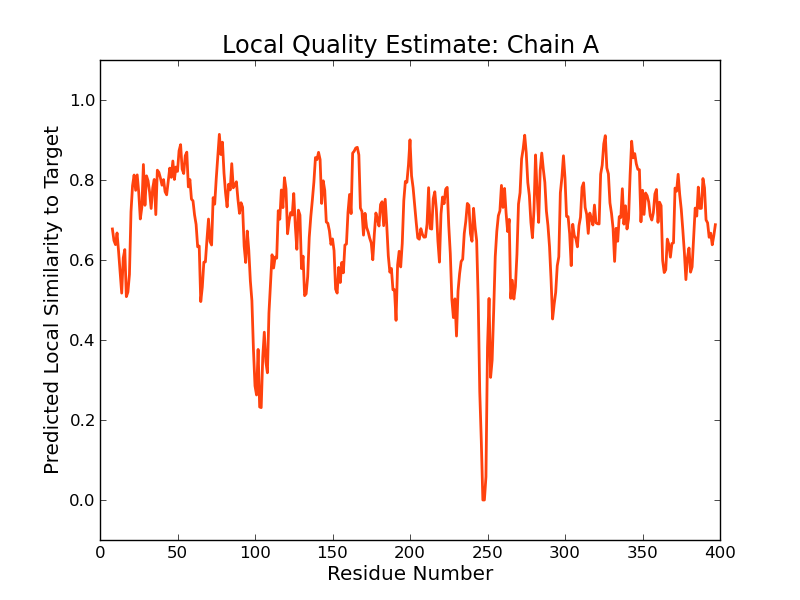 Local Quality Estimate: Chain A
Predicted Local Similarity to Target
1.0
0.8
0.6
0.4
0.2
0.0
0 50 100 150 200 250 300 350 400
Residue Number